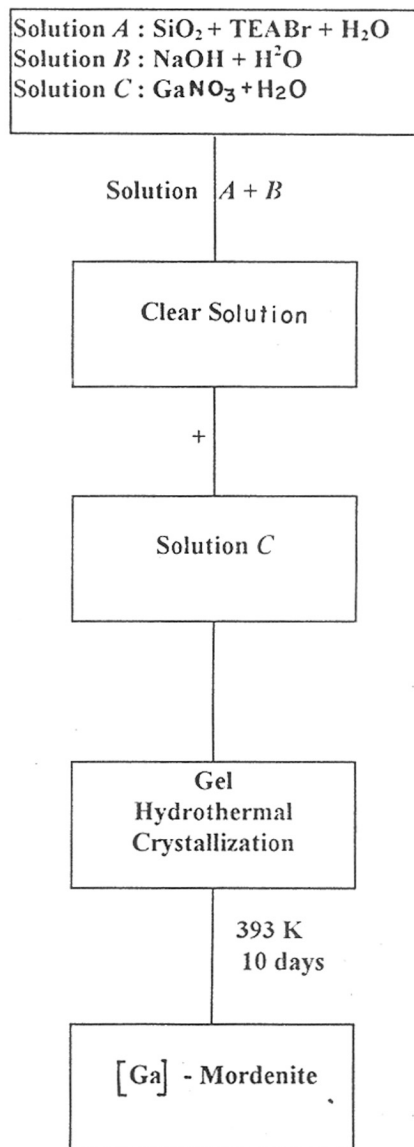 Solution A : SiO₂ + TEABr + H₂O
Solution B : NaOH + H²O
Solution C : GaNO₃+H₂O
Solution A + B
Clear Solution
+
Solution C
Gel
Hydrothermal
Crystallization
393 K
10 days
[Ga] - Mordenite